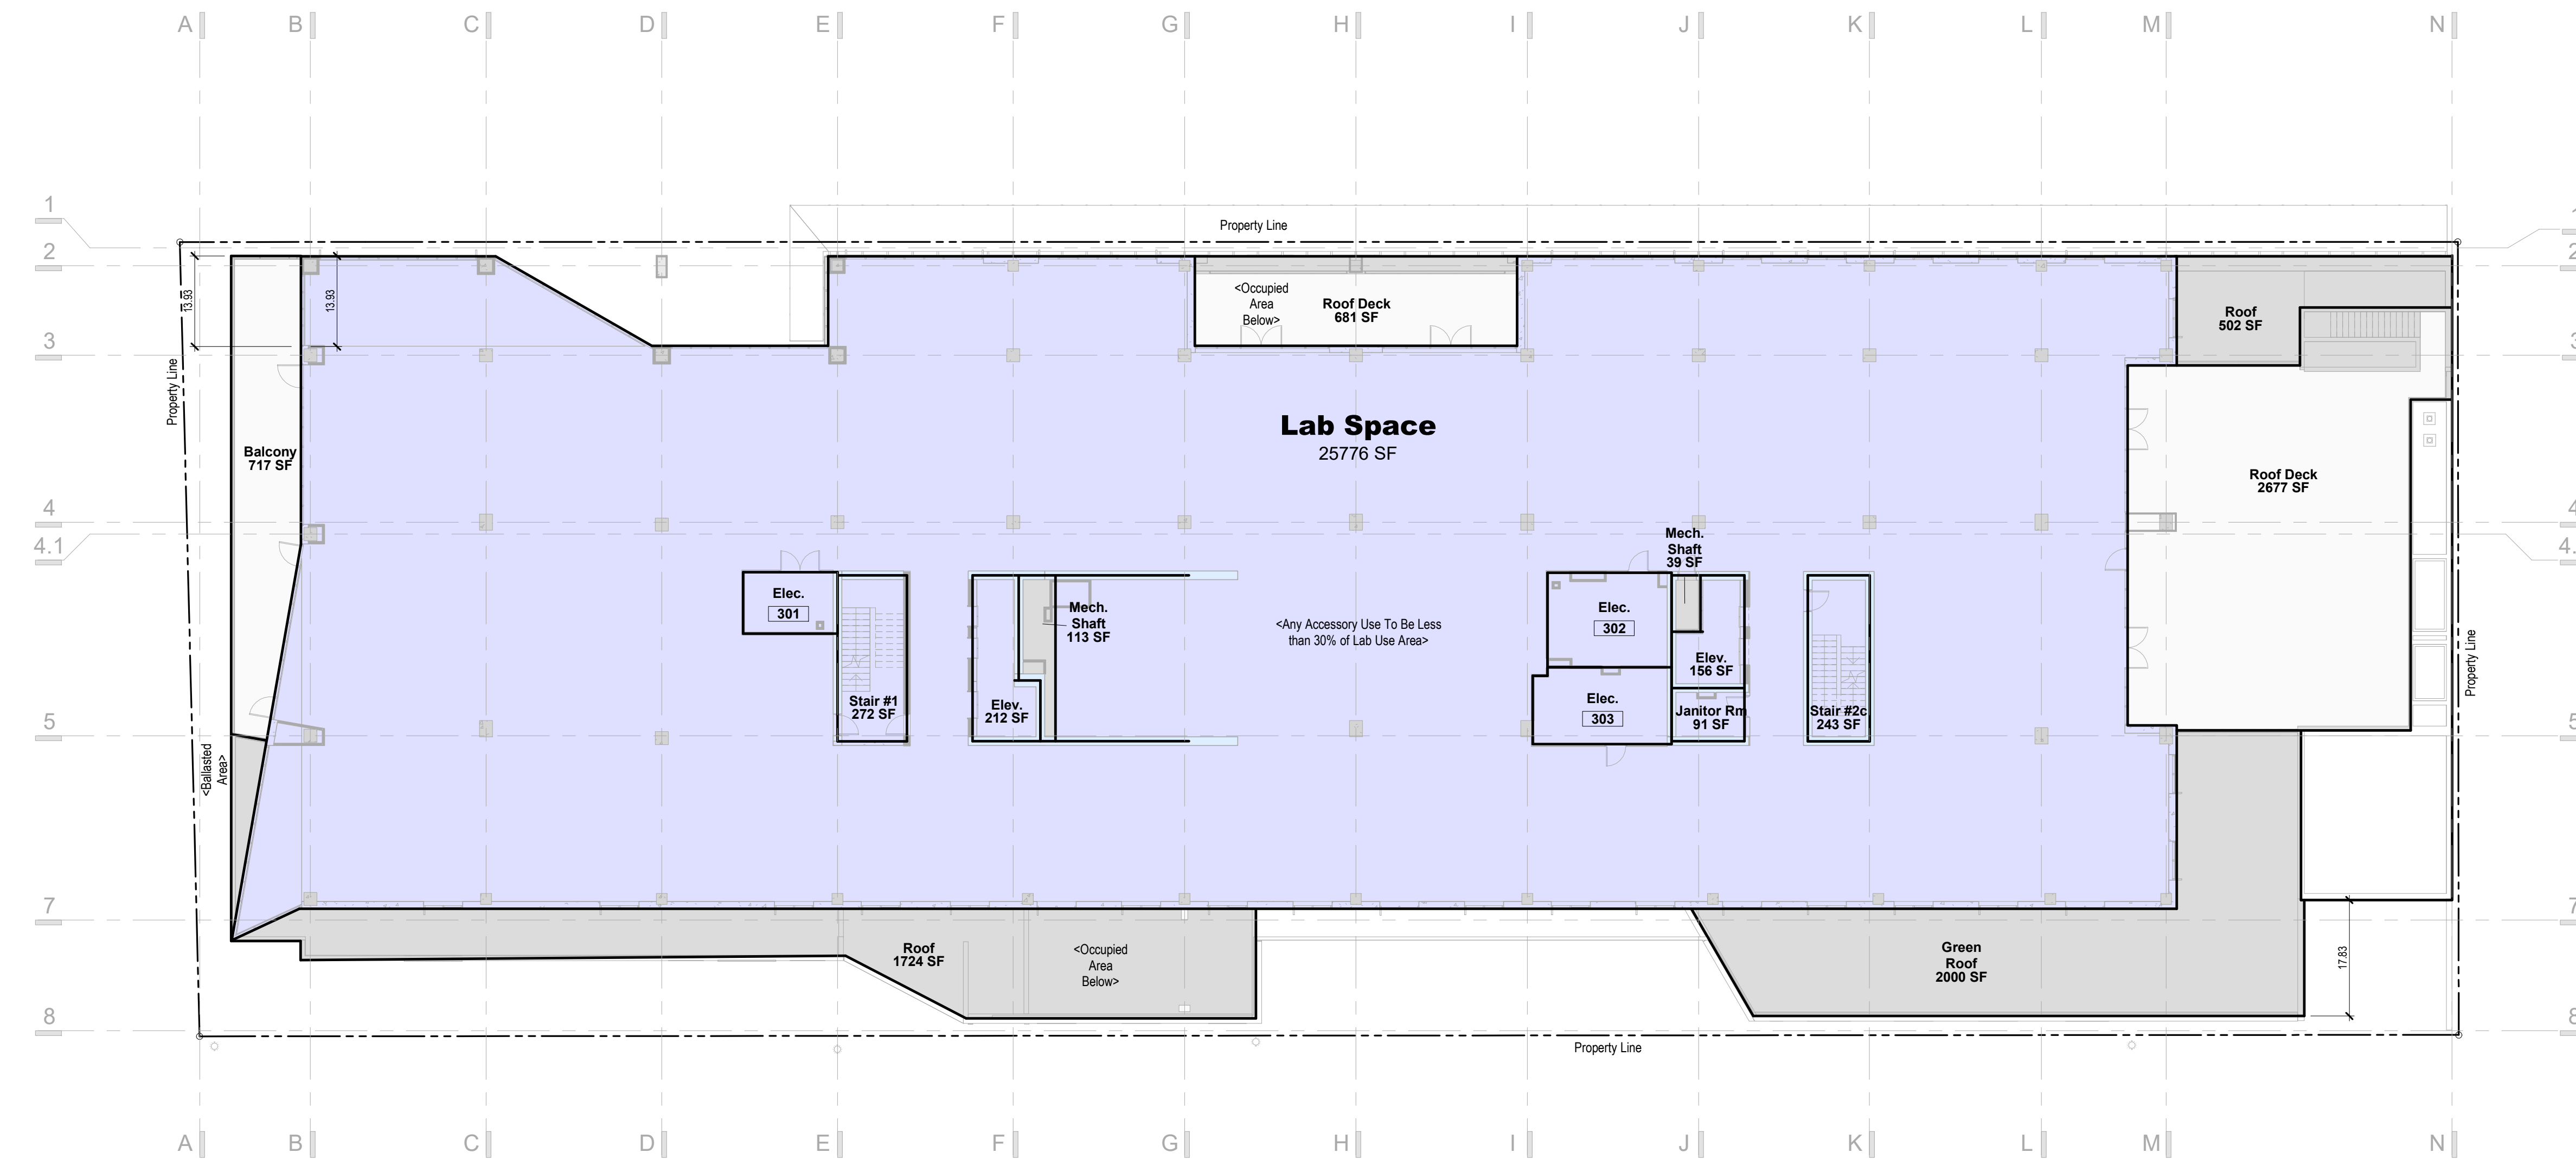 A B C D E F G H I J K L M N
1
Property Line
2
13.93
13.93
<Occupied
Area
Below>
Roof Deck
681 SF
Roof
502 SF
3
3
Property Line
Lab Space
25776 SF
Balcony
717 SF
Roof Deck
2677 SF
4
4
4.1
Mech.
Shaft
39 SF
Elec.
301
Mech.
Shaft
113 SF
<Any Accessory Use To Be Less
than 30% of Lab Use Area>
Elec.
302
Elev.
156 SF
Property Line
Stair #1
272 SF
Elev.
212 SF
Elec.
303
Janitor Rm
91 SF
Stair #2c
243 SF
5
<Ballasted
Area>
7
Roof
1724 SF
<Occupied
Area
Below>
Green
Roof
2000 SF
17.83
8
8
Property Line
A B C D E F G H I J K L M N